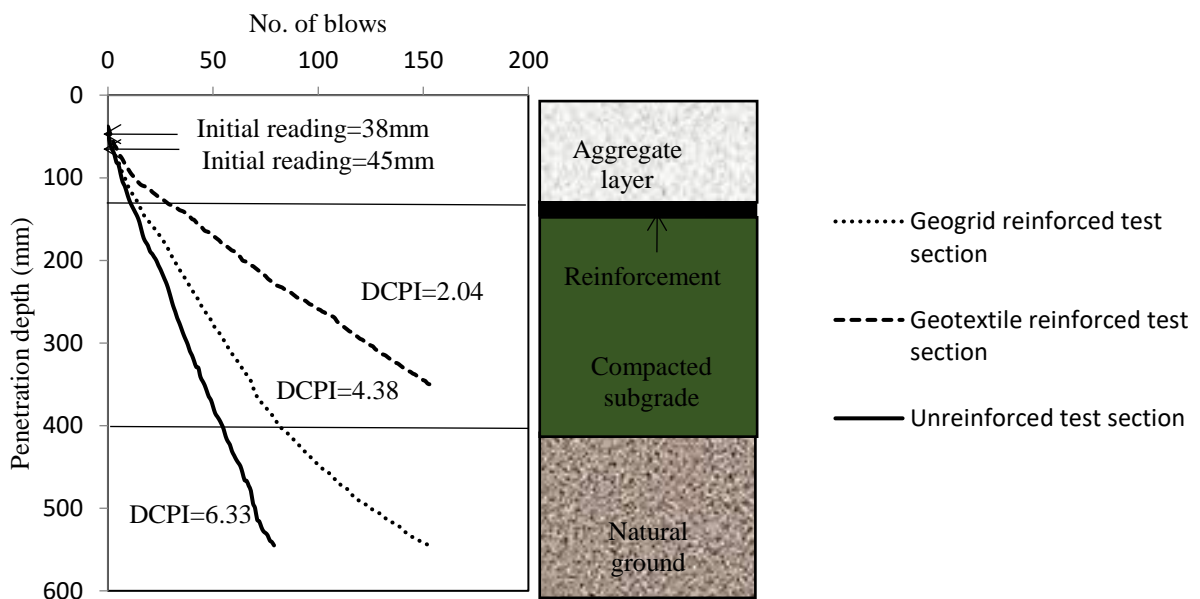 No. of blows
0 50 100 150 200
0
100
200
300
400
500
600
Penetration depth (mm)
Initial reading=38mm
Initial reading=45mm
DCPI=2.04
DCPI=4.38
DCPI=6.33
Aggregate
layer
Reinforcement
Compacted
subgrade
Natural
ground
Geogrid reinforced test
section
Geotextile reinforced test
section
Unreinforced test section